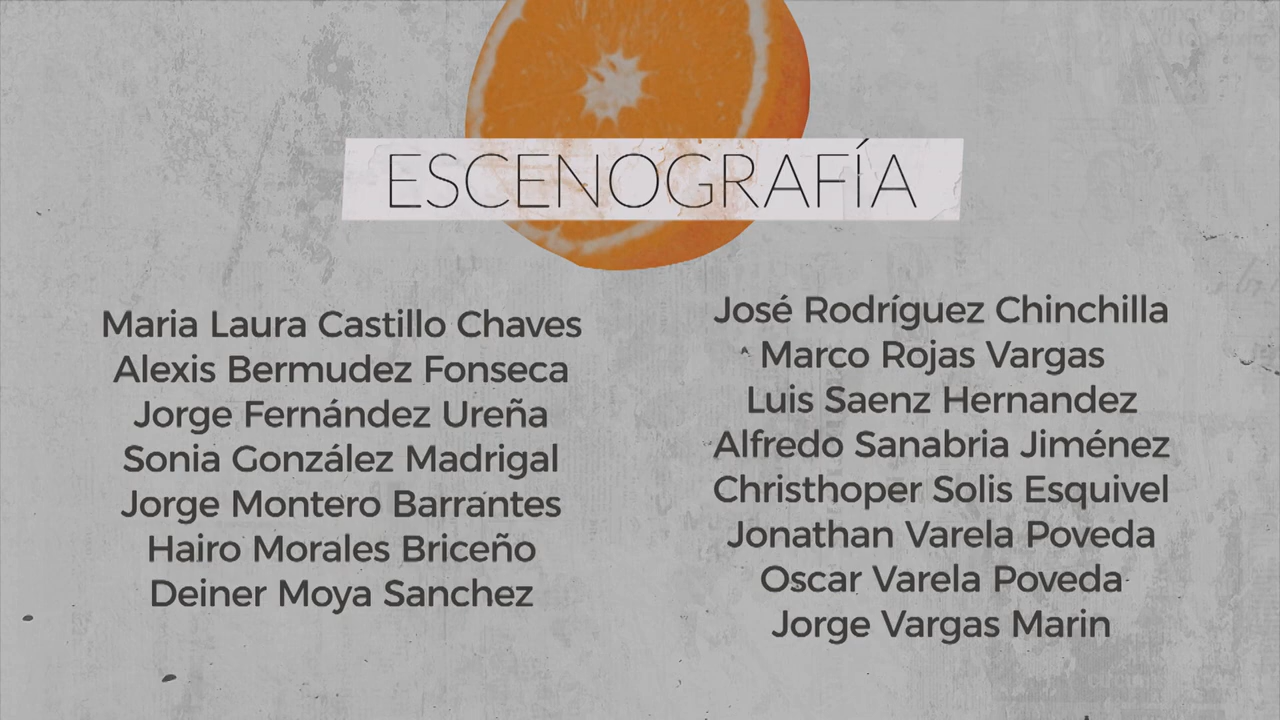 ESCENOGRAFÍA
Maria Laura Castillo Chaves
Alexis Bermudez Fonseca
Jorge Fernández Ureña
Sonia González Madrigal
Jorge Montero Barrantes
Hairo Morales Briceño
Deiner Moya Sanchez
José Rodríguez Chinchilla
Marco Rojas Vargas
Luis Saenz Hernandez
Alfredo Sanabria Jiménez
Christhoper Solis Esquivel
Jonathan Varela Poveda
Oscar Varela Poveda
Jorge Vargas Marin